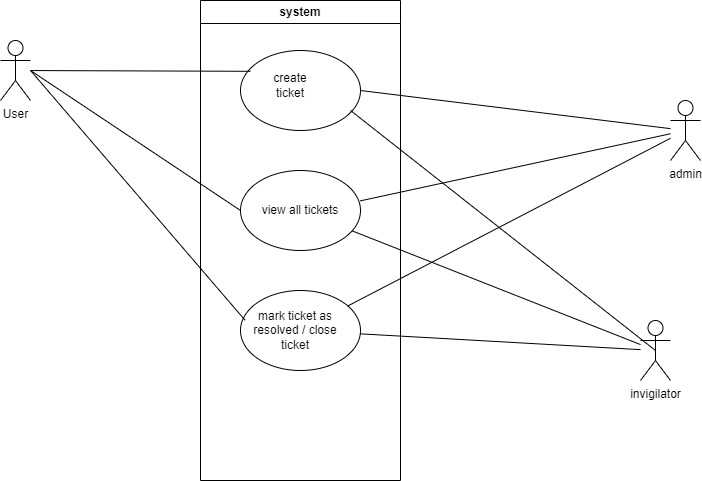 system
User
create
ticket
admin
view all tickets
mark ticket as
resolved / close
ticket
invigilator